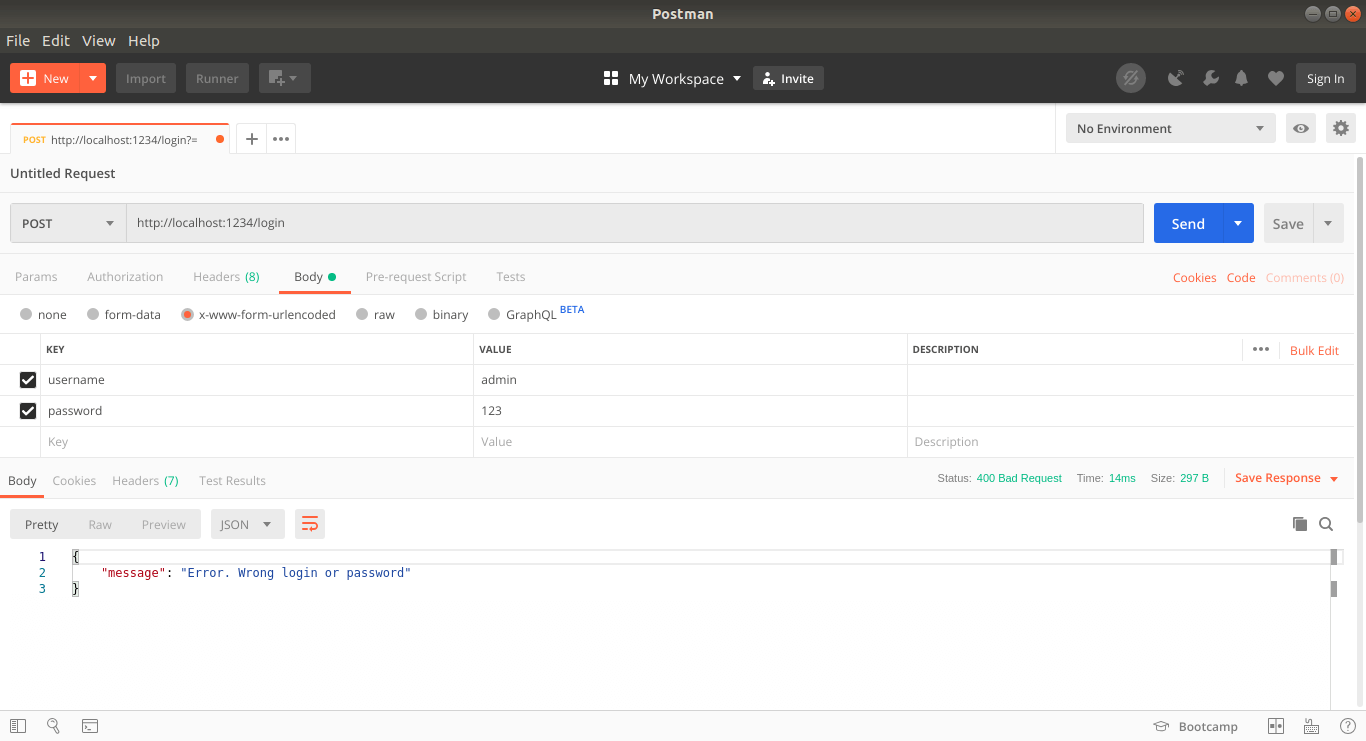 Postman
File Edit View Help
New Import Runner My Workspace Invite Sign In
POST http://localhost:1234/login?= No Environment
Untitled Request
POST http://localhost:1234/login Send Save
Params Authorization Headers (8) Body Pre-request Script Tests Cookies Code Comments (0)
none form-data x-www-form-urlencoded raw binary GraphQL BETA
KEY VALUE DESCRIPTION Bulk Edit
username admin
password 123
Key Value Description
Body Cookies Headers (7) Test Results Status: 400 Bad Request Time: 14ms Size: 297 B Save Response
Pretty Raw Preview JSON
1 {
2 "message": "Error. Wrong login or password"
3 }
Bootcamp